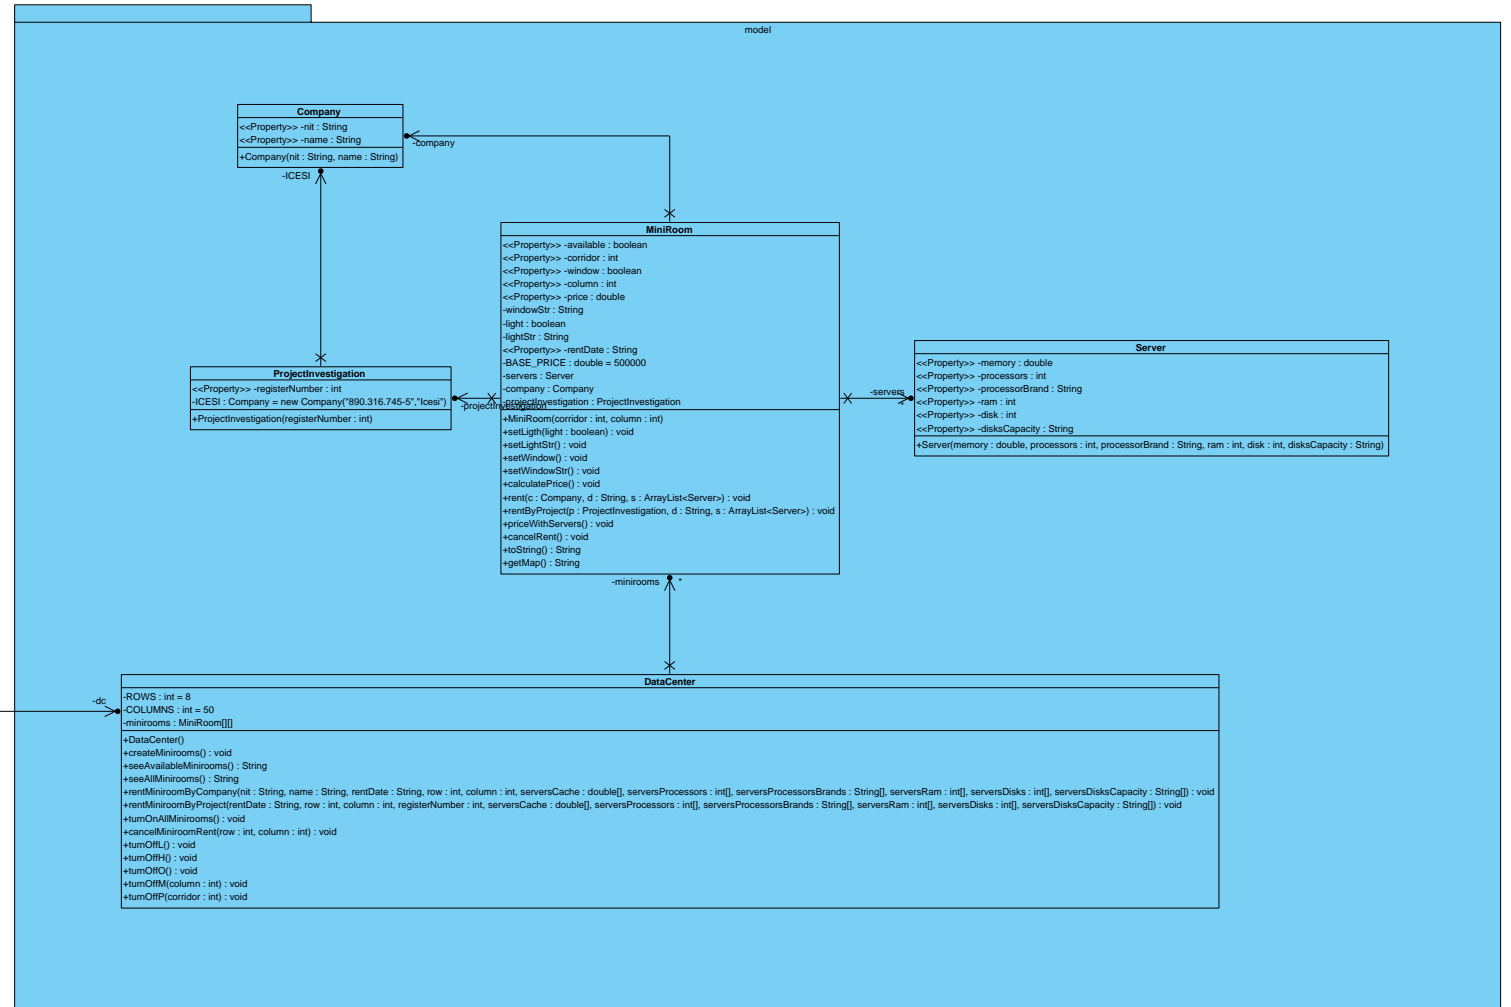 model
Company
<<Property>> -nit : String
<<Property>> -name : String
+Company(nit : String, name : String)
-company
-ICESI
MiniRoom
<<Property>> -available : boolean
<<Property>> -corridor : int
<<Property>> -window : boolean
<<Property>> -column : int
<<Property>> -price : double
-windowStr : String
-light : boolean
-lightStr : String
<<Property>> -rentDate : String
-BASE_PRICE : double = 500000
-servers : Server
-company : Company
-projectInvestigation : ProjectInvestigation
+MiniRoom(corridor : int, column : int)
+setLigth(light : boolean) : void
+setLightStr() : void
+setWindow() : void
+setWindowStr() : void
+calculatePrice() : void
+rent(c : Company, d : String, s : ArrayList<Server>) : void
+rentByProject(p : ProjectInvestigation, d : String, s : ArrayList<Server>) : void
+priceWithServers() : void
+cancelRent() : void
+toString() : String
+getMap() : String
ProjectInvestigation
<<Property>> -registerNumber : int
-ICESI : Company = new Company("890.316.745-5","Icesi")
+ProjectInvestigation(registerNumber : int)
-projectInvestigation
Server
<<Property>> -memory : double
<<Property>> -processors : int
<<Property>> -processorBrand : String
<<Property>> -ram : int
<<Property>> -disk : int
<<Property>> -disksCapacity : String
+Server(memory : double, processors : int, processorBrand : String, ram : int, disk : int, disksCapacity : String)
-servers
*
-minirooms *
DataCenter
-dc
-ROWS : int = 8
-COLUMNS : int = 50
-minirooms : MiniRoom[][]
+DataCenter()
+createMinirooms() : void
+seeAvailableMinirooms() : String
+seeAllMinirooms() : String
+rentMiniroomByCompany(nit : String, name : String, rentDate : String, row : int, column : int, serversCache : double[], serversProcessors : int[], serversProcessorsBrands : String[], serversRam : int[], serversDisks : int[], serversDisksCapacity : String[]) : void
+rentMiniroomByProject(rentDate : String, row : int, column : int, registerNumber : int, serversCache : double[], serversProcessors : int[], serversProcessorsBrands : String[], serversRam : int[], serversDisks : int[], serversDisksCapacity : String[]) : void
+turnOnAllMinirooms() : void
+cancelMiniroomRent(row : int, column : int) : void
+turnOffL() : void
+turnOffH() : void
+turnOffO() : void
+turnOffM(column : int) : void
+turnOffP(corridor : int) : void